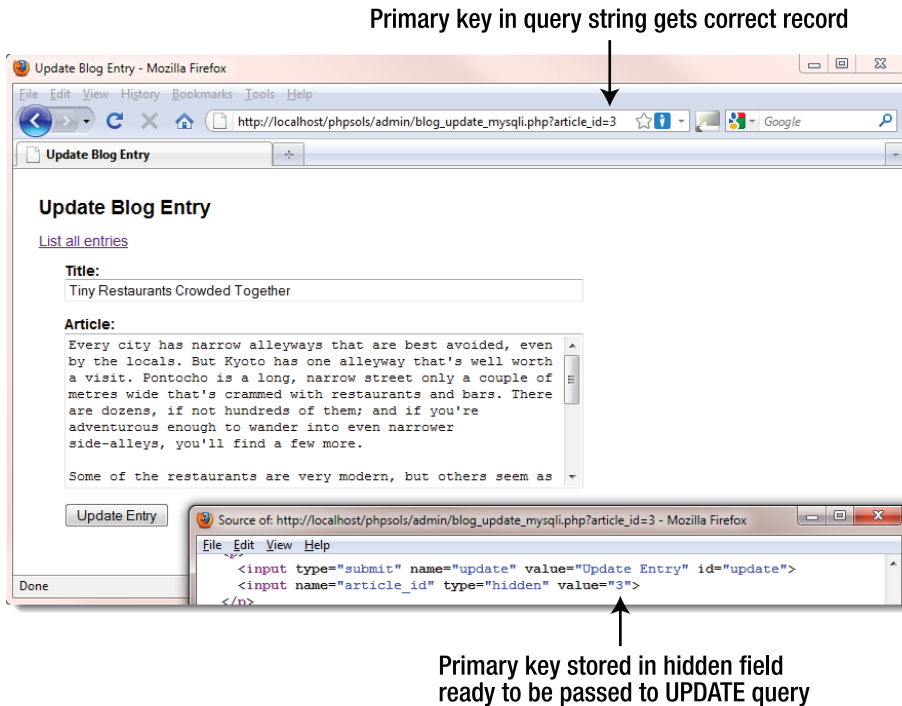 Primary key in query string gets correct record
Update Blog Entry - Mozilla Firefox
File Edit View History Bookmarks Tools Help
http://localhost/phpsols/admin/blog_update_mysqli.php?article_id=3
Google
Update Blog Entry
Update Blog Entry
List all entries
Title:
Tiny Restaurants Crowded Together
Article:
Every city has narrow alleyways that are best avoided, even
by the locals. But Kyoto has one alleyway that's well worth
a visit. Pontocho is a long, narrow street only a couple of
metres wide that's crammed with restaurants and bars. There
are dozens, if not hundreds of them; and if you're
adventurous enough to wander into even narrower
side-alleys, you'll find a few more.
Some of the restaurants are very modern, but others seem as
Update Entry
Source of: http://localhost/phpsols/admin/blog_update_mysqli.php?article_id=3 - Mozilla Firefox
File Edit View Help
<p>
<input type="submit" name="update" value="Update Entry" id="update">
<input name="article_id" type="hidden" value="3">
</p>
Done
Primary key stored in hidden field
ready to be passed to UPDATE query